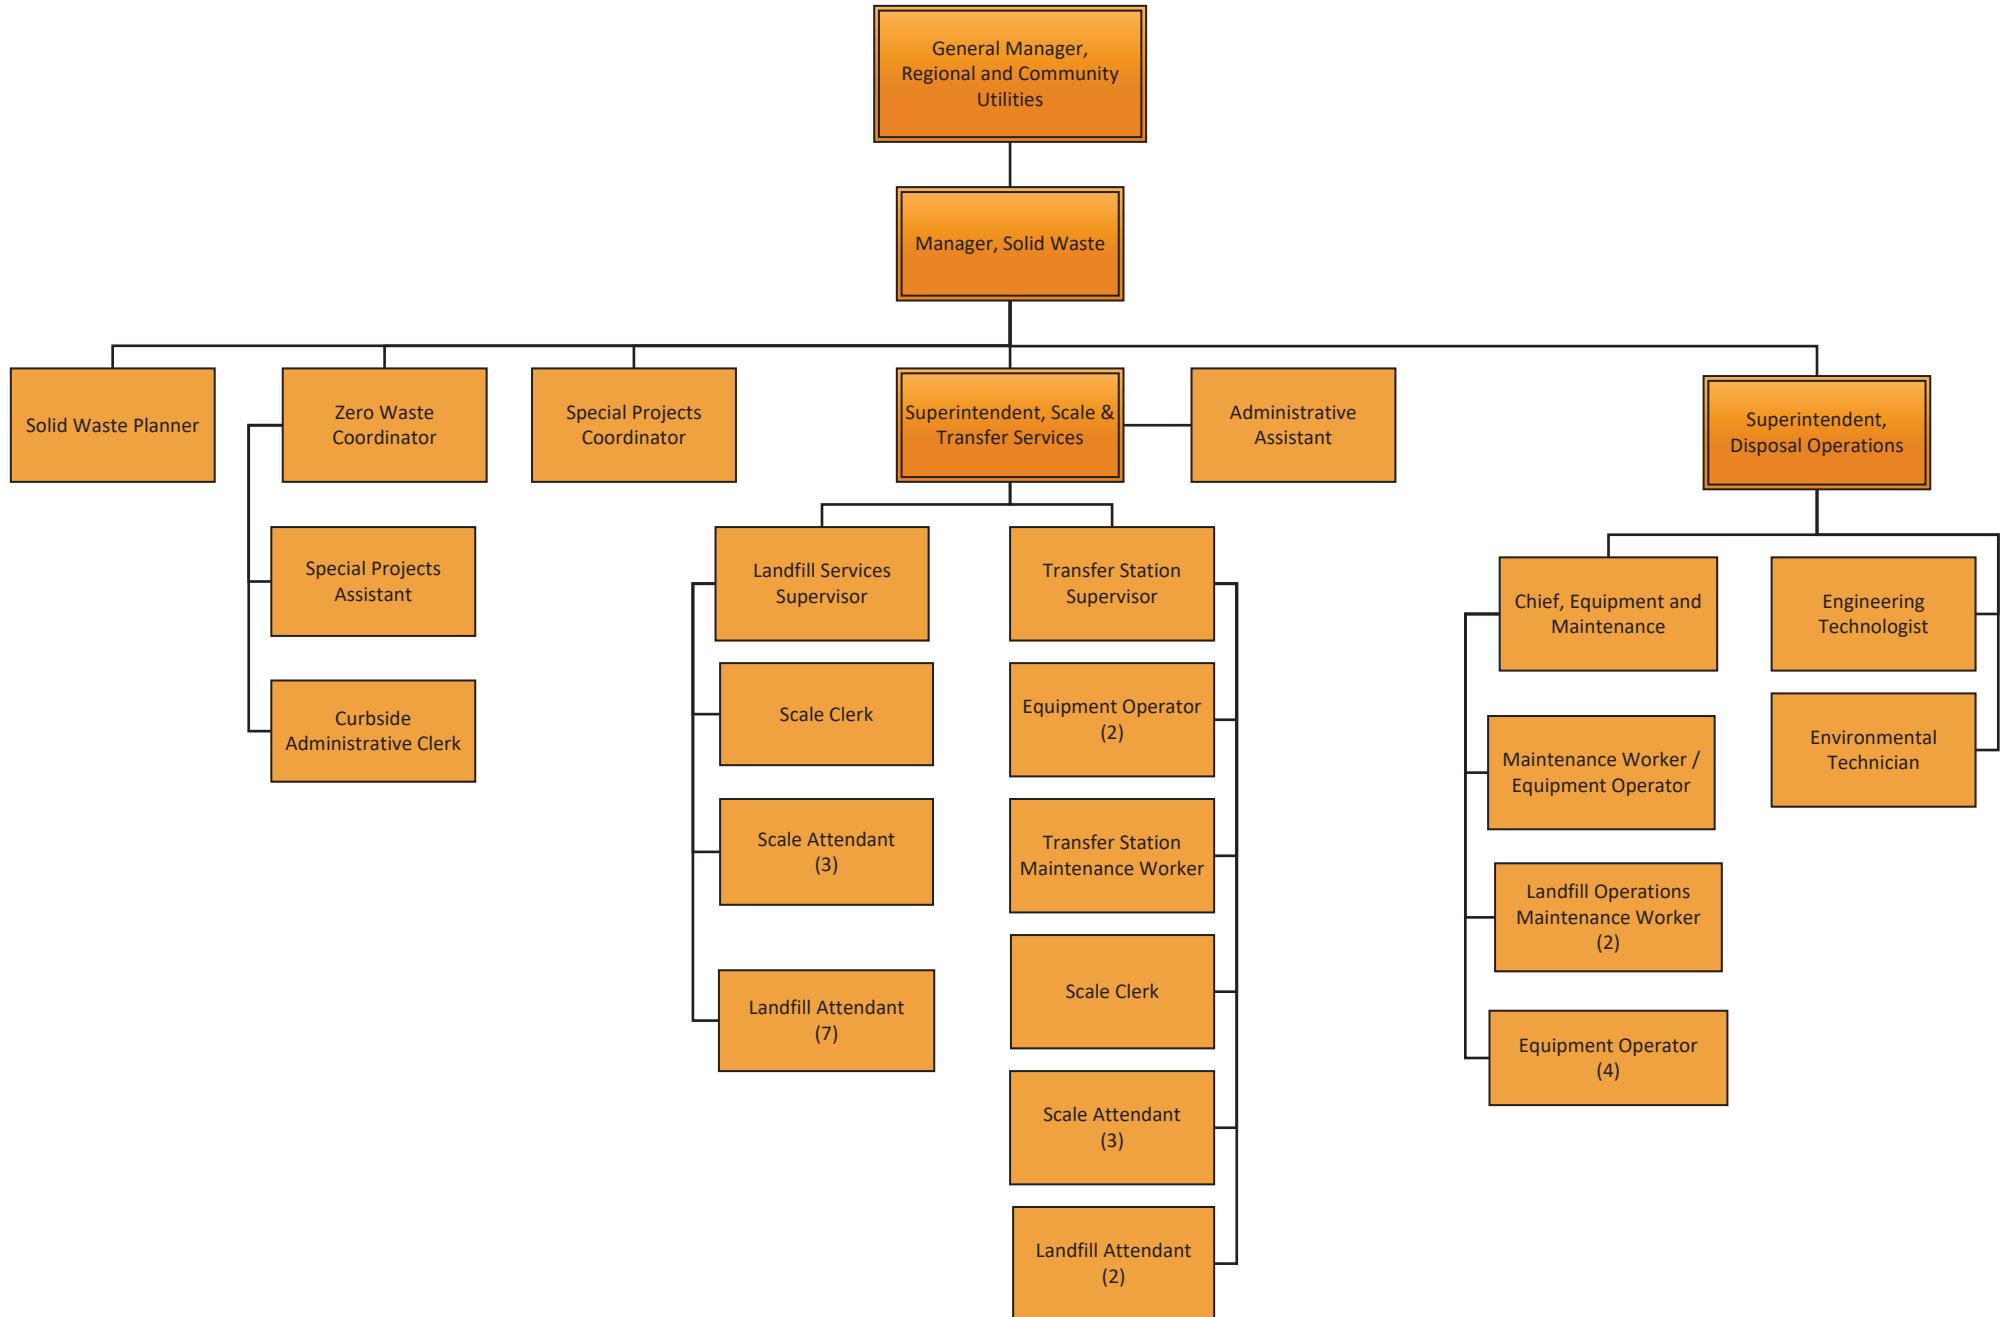 General Manager,
Regional and Community
Utilities
Manager, Solid Waste
Solid Waste Planner
Zero Waste
Coordinator
Special Projects
Coordinator
Superintendent, Scale &
Transfer Services
Administrative
Assistant
Superintendent,
Disposal Operations
Special Projects
Assistant
Curbside
Administrative Clerk
Landfill Services
Supervisor
Scale Clerk
Scale Attendant
(3)
Landfill Attendant
(7)
Transfer Station
Supervisor
Equipment Operator
(2)
Transfer Station
Maintenance Worker
Scale Clerk
Scale Attendant
(3)
Landfill Attendant
(2)
Chief, Equipment and
Maintenance
Maintenance Worker /
Equipment Operator
Landfill Operations
Maintenance Worker
(2)
Equipment Operator
(4)
Engineering
Technologist
Environmental
Technician